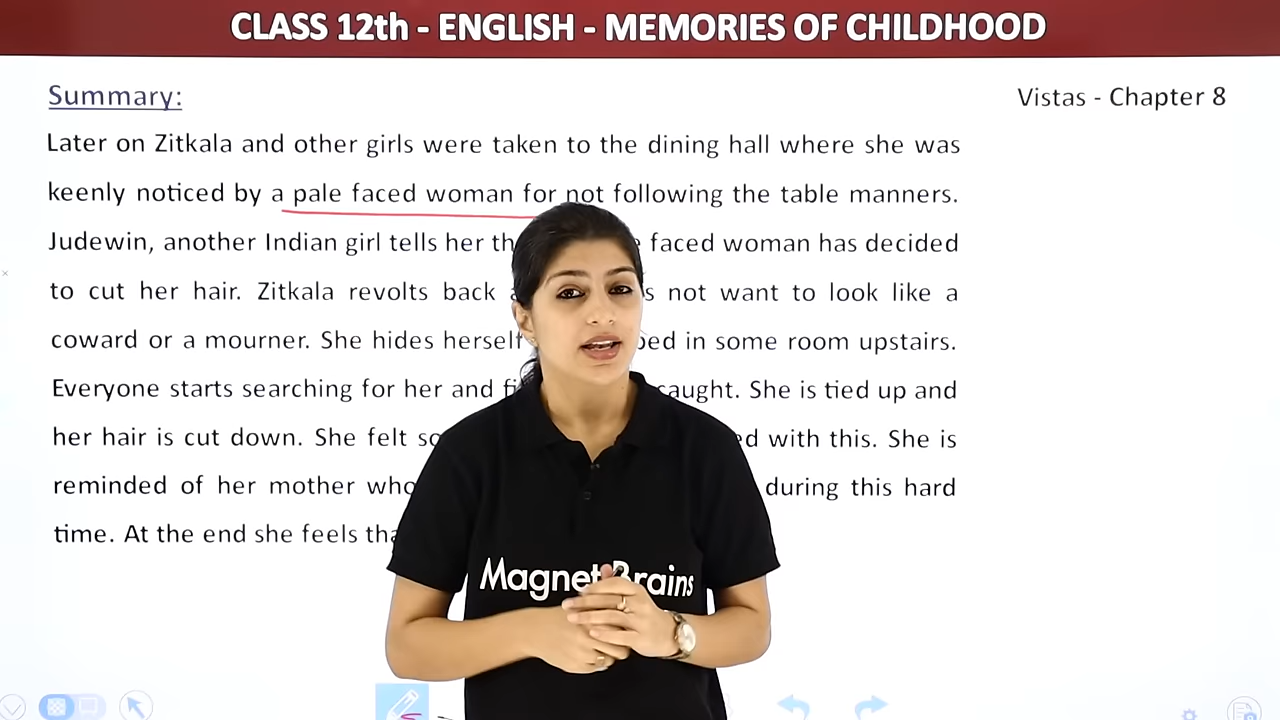 CLASS 12th - ENGLISH - MEMORIES OF CHILDHOOD
Summary:
Vistas - Chapter 8
Later on Zitkala and other girls were taken to the dining hall where she was
keenly noticed by a pale faced woman for not following the table manners.
Judewin, another Indian girl tells her faced woman has decided
to cut her hair. Zitkala revolts back not want to look like a
coward or a mourner. She hides herself in some room upstairs.
Everyone starts searching for her and caught. She is tied up and
her hair is cut down. She felt with this. She is
reminded of her mother who during this hard
time. At the end she feels
Magnet Brains